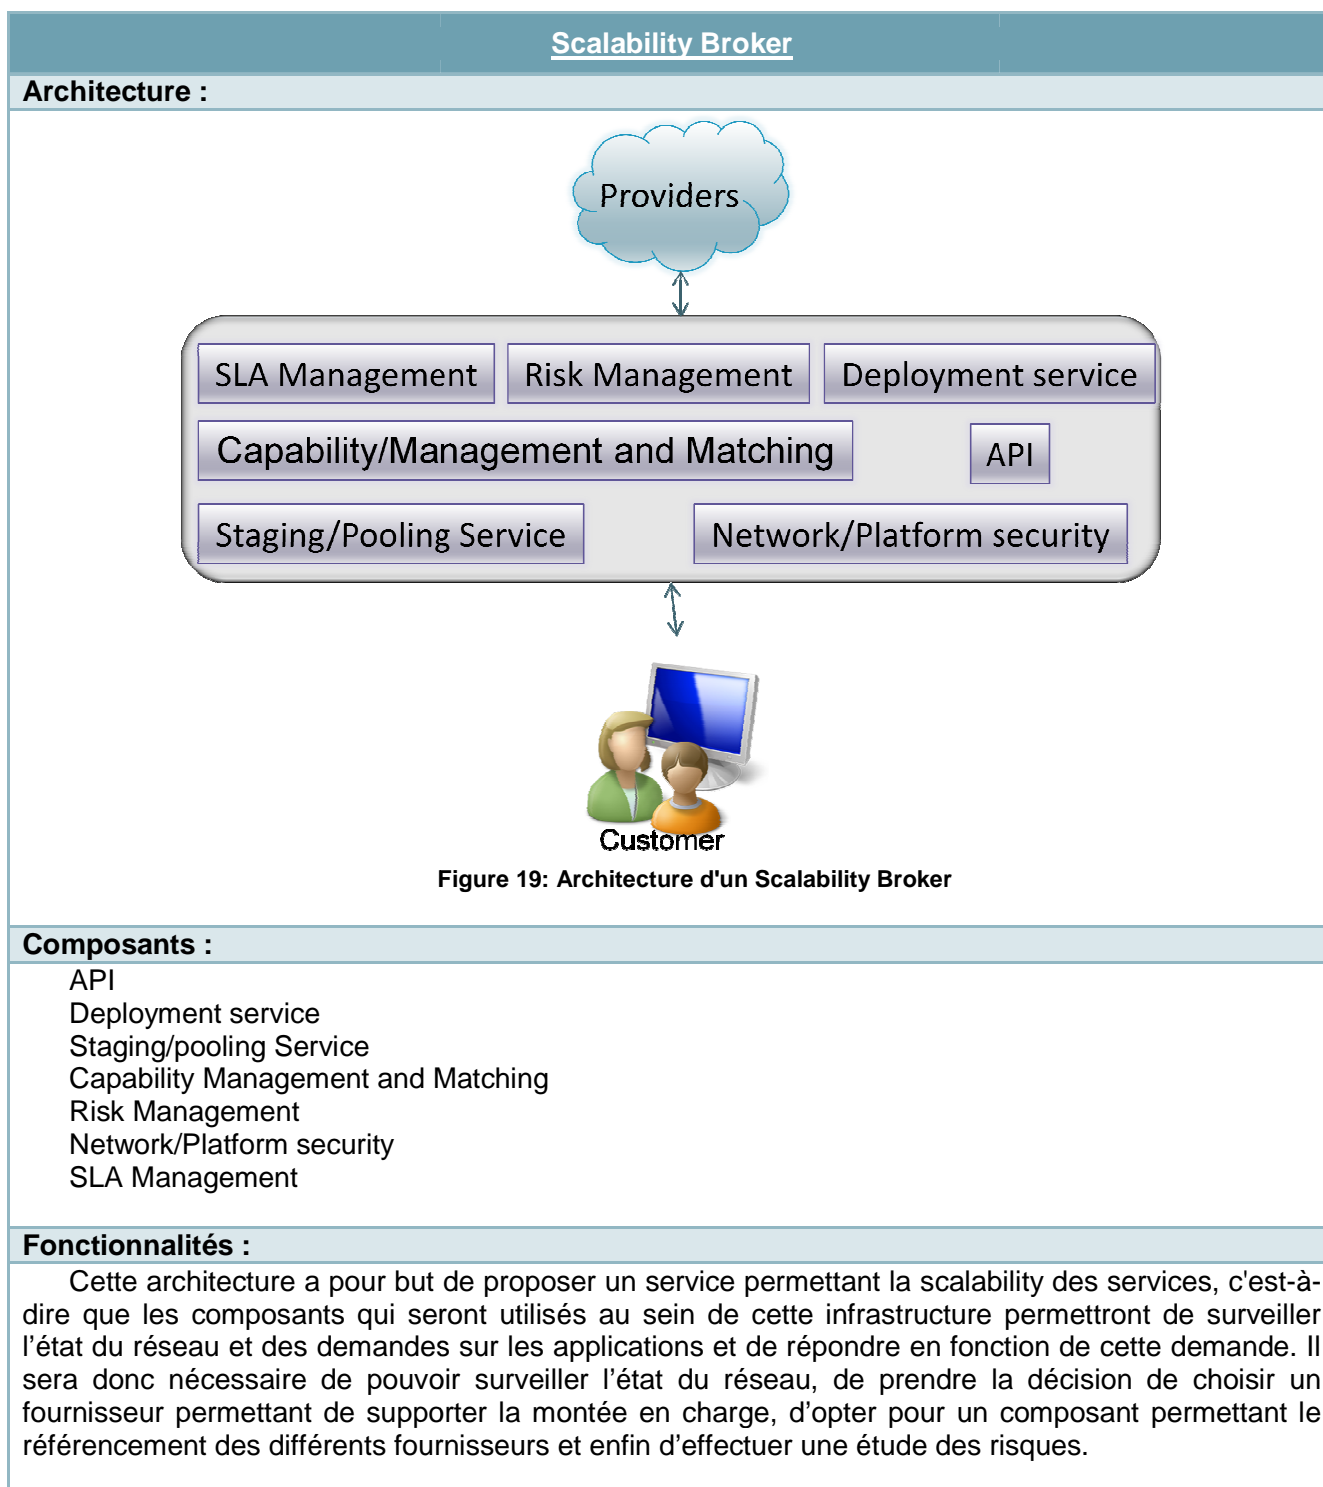 Scalability Broker
Architecture :
Providers
SLA Management
Risk Management
Deployment service
Capability/Management and Matching
API
Staging/Pooling Service
Network/Platform security
Customer
Figure 19: Architecture d'un Scalability Broker
Composants :
API
Deployment service
Staging/pooling Service
Capability Management and Matching
Risk Management
Network/Platform security
SLA Management
Fonctionnalités :
Cette architecture a pour but de proposer un service permettant la scalability des services, c'est-à-
dire que les composants qui seront utilisés au sein de cette infrastructure permettront de surveiller
l’état du réseau et des demandes sur les applications et de répondre en fonction de cette demande. Il
sera donc nécessaire de pouvoir surveiller l’état du réseau, de prendre la décision de choisir un
fournisseur permettant de supporter la montée en charge, d’opter pour un composant permettant le
référencement des différents fournisseurs et enfin d’effectuer une étude des risques.